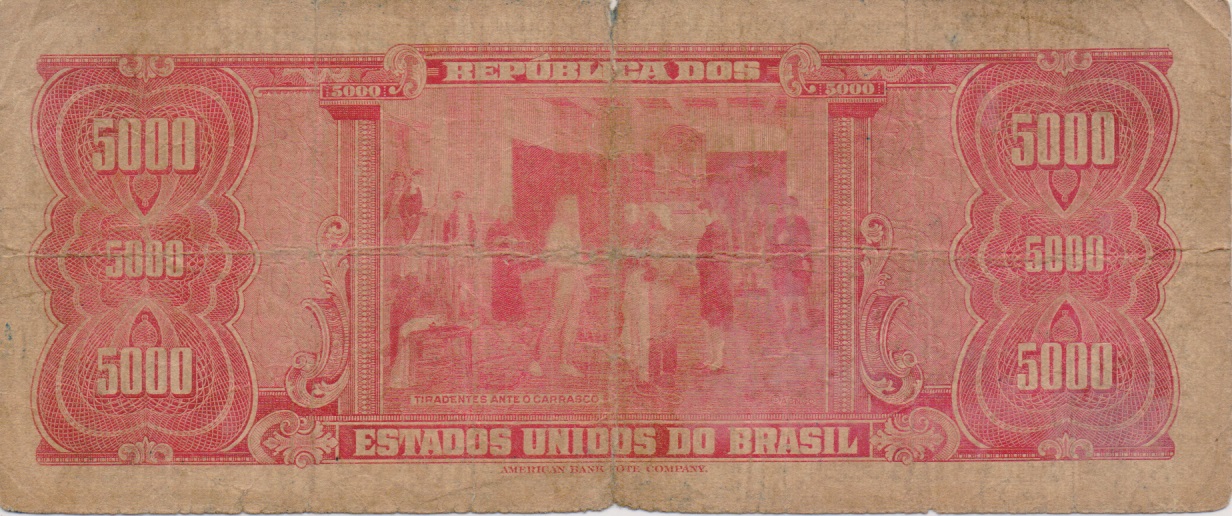 REPÚBLICA DOS
5000 5000
5000 5000
5000 5000
5000 5000
TIRADENTES ANTE O CARRASCO
ESTADOS UNIDOS DO BRASIL
AMERICAN BANK NOTE COMPANY.